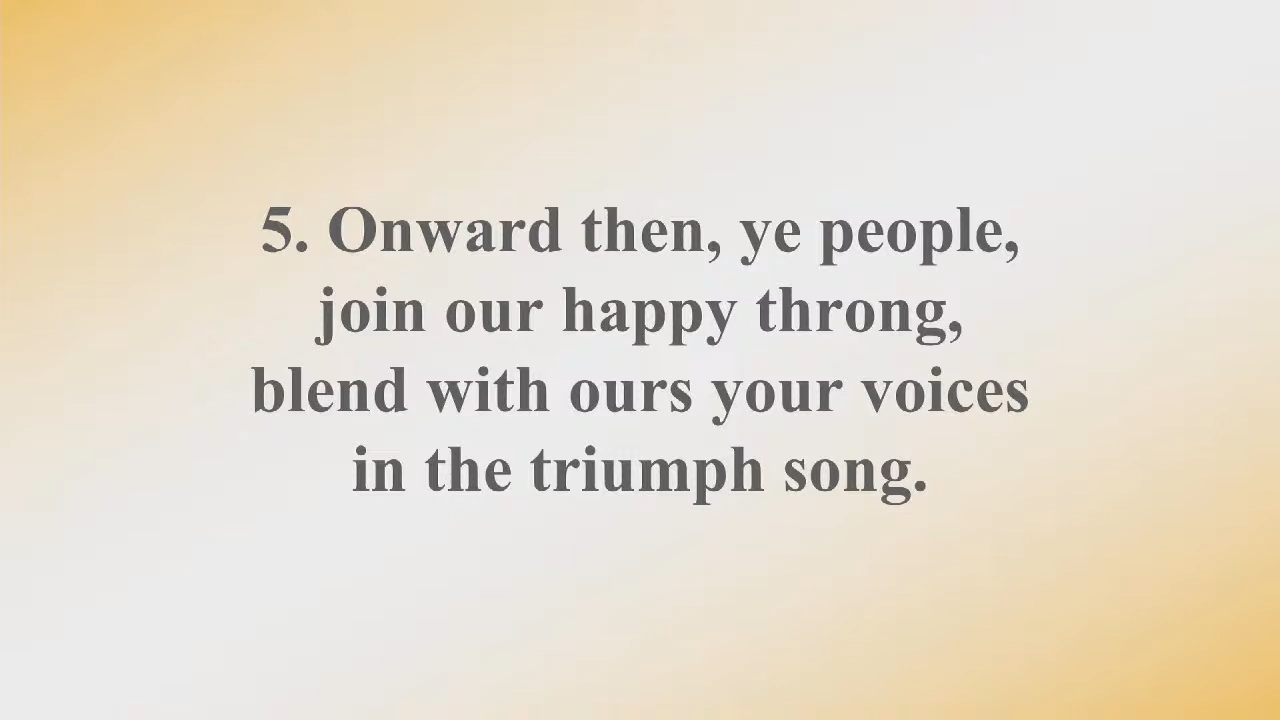 5. Onward then, ye people,
join our happy throng,
blend with ours your voices
in the triumph song.